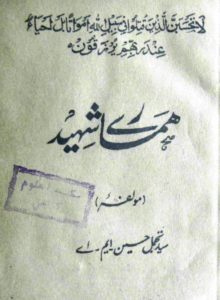 لا تحسبن الذین قتلوا فی سبیل اللہ امواتا بل احیاء
عند ربهم یرزقون
ہمارے شہید
(مولفہ)
سید تجمل حسین ایم۔ اے